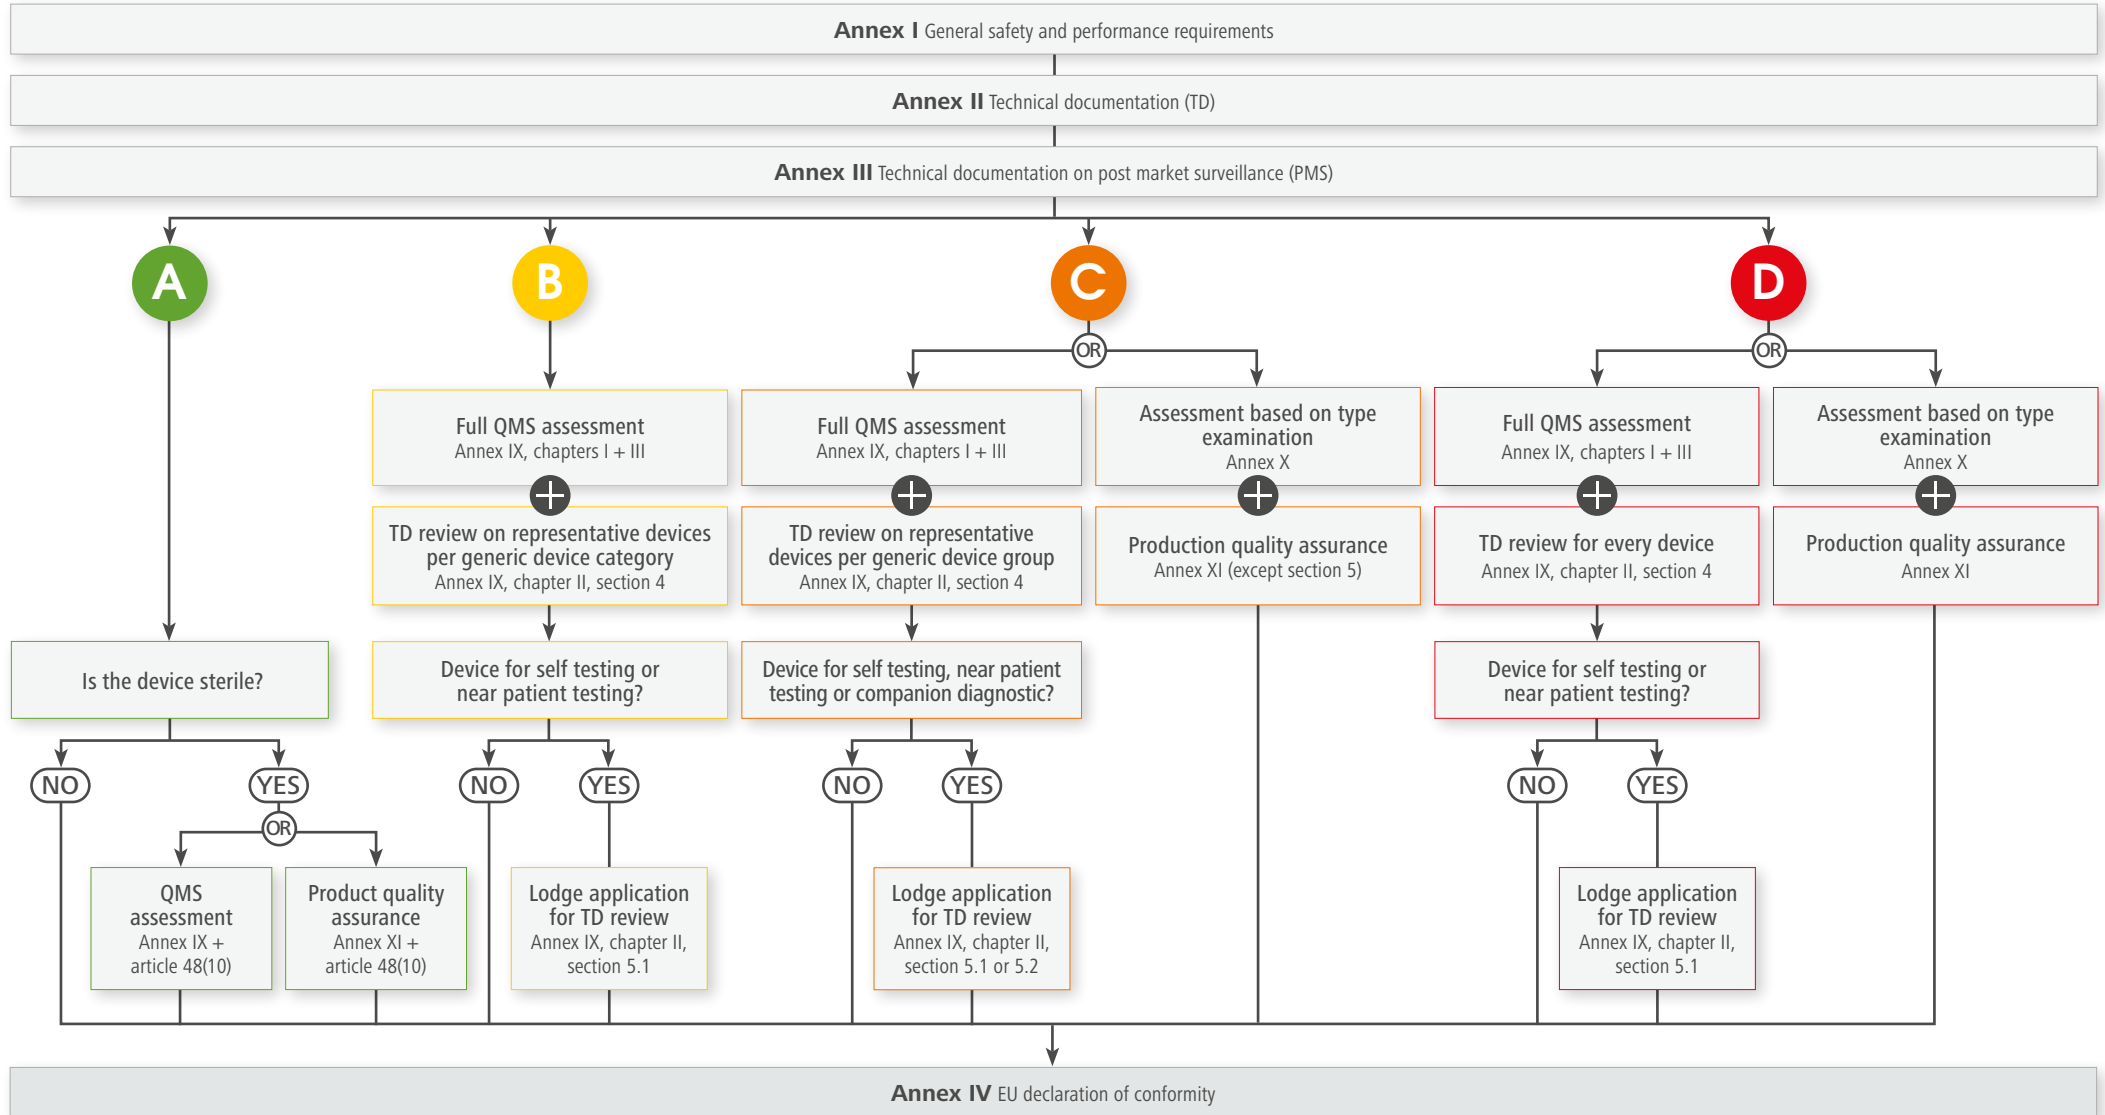 Annex I General safety and performance requirements
Annex II Technical documentation (TD)
Annex III Technical documentation on post market surveillance (PMS)
A
B
C
D
OR
OR
Full QMS assessment
Annex IX, chapters I + III
TD review on representative devices
per generic device category
Annex IX, chapter II, section 4
Full QMS assessment
Annex IX, chapters I + III
TD review on representative
devices per generic device group
Annex IX, chapter II, section 4
Assessment based on type
examination
Annex X
Production quality assurance
Annex XI (except section 5)
Full QMS assessment
Annex IX, chapters I + III
TD review for every device
Annex IX, chapter II, section 4
Assessment based on type
examination
Annex X
Production quality assurance
Annex XI
Is the device sterile?
Device for self testing or
near patient testing?
Device for self testing, near patient
testing or companion diagnostic?
Device for self testing or
near patient testing?
NO
YES
NO
YES
NO
YES
NO
YES
OR
QMS
assessment
Annex IX +
article 48(10)
Product quality
assurance
Annex XI +
article 48(10)
Lodge application
for TD review
Annex IX, chapter II,
section 5.1
Lodge application
for TD review
Annex IX, chapter II,
section 5.1 or 5.2
Lodge application
for TD review
Annex IX, chapter II,
section 5.1
Annex IV EU declaration of conformity